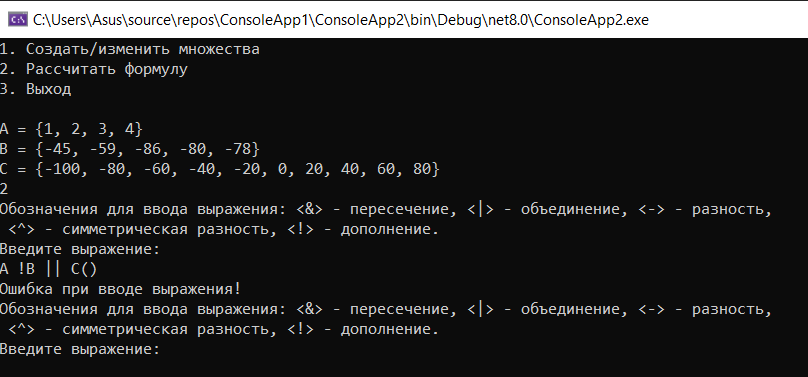 C:\Users\Asus\source\repos\ConsoleApp1\ConsoleApp2\bin\Debug\net8.0\ConsoleApp2.exe
1. Создать/изменить множества
2. Рассчитать формулу
3. Выход
A = {1, 2, 3, 4}
B = {-45, -59, -86, -80, -78}
C = {-100, -80, -60, -40, -20, 0, 20, 40, 60, 80}
2
Обозначения для ввода выражения: <&> - пересечение, <|> - объединение, <-> - разность,
<^> - симметрическая разность, <!> - дополнение.
Введите выражение:
A !B || C()
Ошибка при вводе выражения!
Обозначения для ввода выражения: <&> - пересечение, <|> - объединение, <-> - разность,
<^> - симметрическая разность, <!> - дополнение.
Введите выражение: